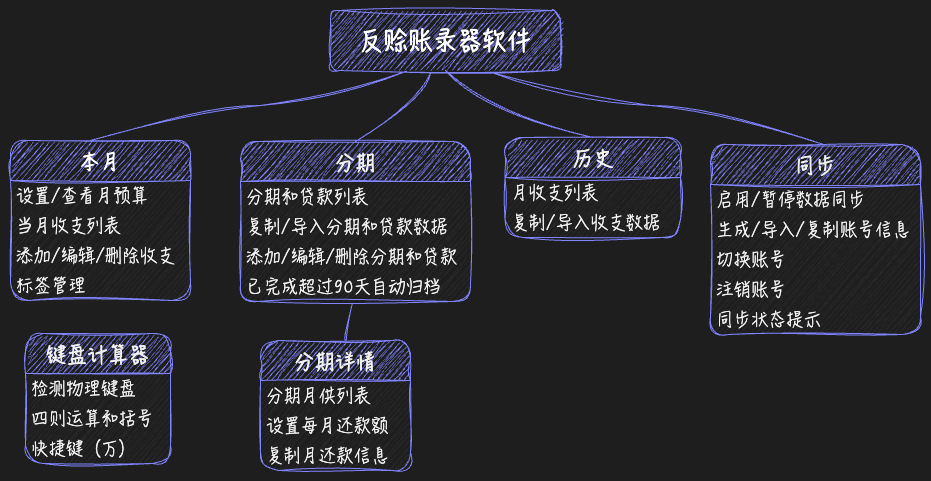 反赊账录器软件
本月
设置/查看月预算
当月收支列表
添加/编辑/删除收支
标签管理
分期
分期和贷款列表
复制/导入分期和贷款数据
添加/编辑/删除分期和贷款
已完成超过90天自动归档
历史
月收支列表
复制/导入收支数据
同步
启用/暂停数据同步
生成/导入/复制账号信息
切换账号
注销账号
同步状态提示
键盘计算器
检测物理键盘
四则运算和括号
快捷键（万）
分期详情
分期月供列表
设置每月还款额
复制月还款信息